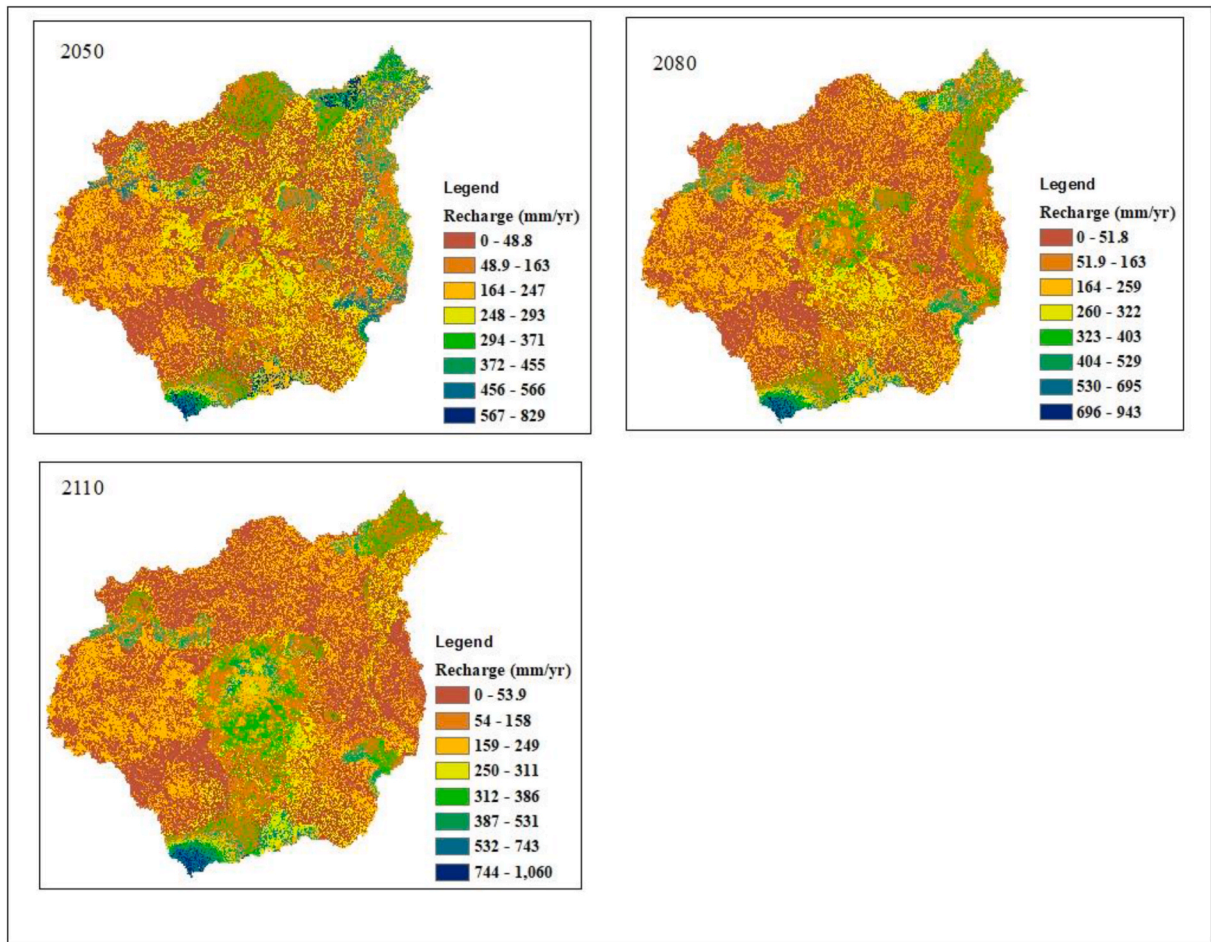 2050
Legend
Recharge (mm/yr)
0 - 48.8
48.9 - 163
164 - 247
248 - 293
294 - 371
372 - 455
456 - 566
567 - 829
2080
Legend
Recharge (mm/yr)
0 - 51.8
51.9 - 163
164 - 259
260 - 322
323 - 403
404 - 529
530 - 695
696 - 943
2110
Legend
Recharge (mm/yr)
0 - 53.9
54 - 158
159 - 249
250 - 311
312 - 386
387 - 531
532 - 743
744 - 1,060